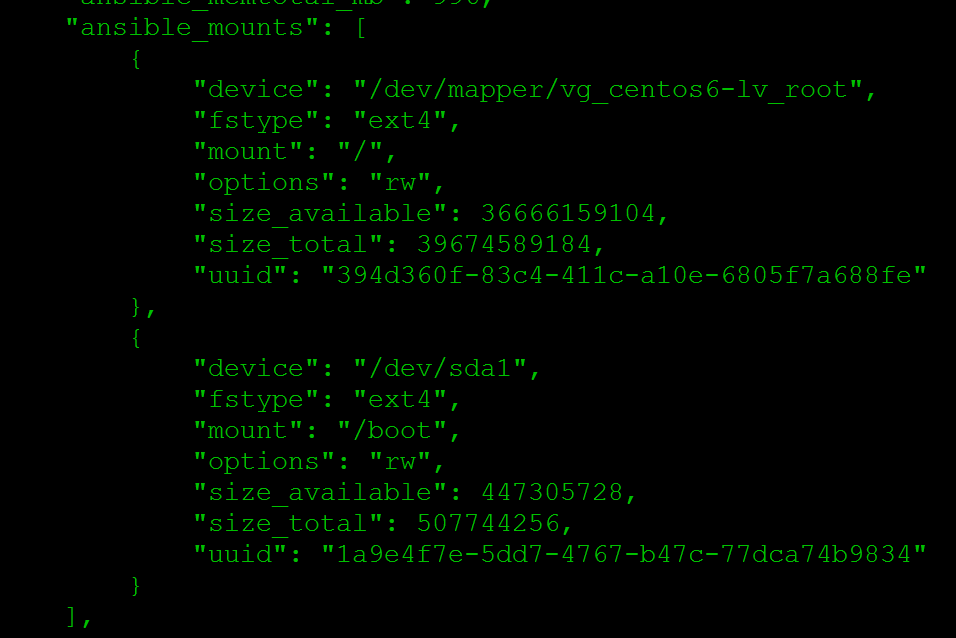 "ansible_memtotal_mb": 996,
"ansible_mounts": [
    {
        "device": "/dev/mapper/vg_centos6-lv_root",
        "fstype": "ext4",
        "mount": "/",
        "options": "rw",
        "size_available": 36666159104,
        "size_total": 39674589184,
        "uuid": "394d360f-83c4-411c-a10e-6805f7a688fe"
    },
    {
        "device": "/dev/sda1",
        "fstype": "ext4",
        "mount": "/boot",
        "options": "rw",
        "size_available": 447305728,
        "size_total": 507744256,
        "uuid": "1a9e4f7e-5dd7-4767-b47c-77dca74b9834"
    }
],